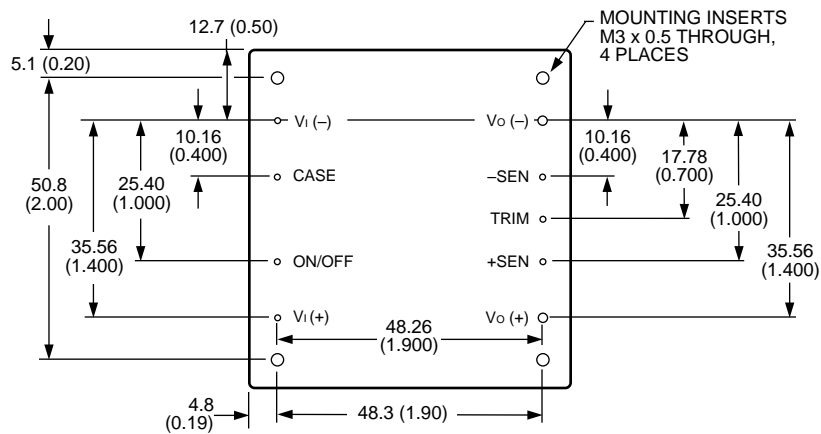 12.7 (0.50)
MOUNTING INSERTS
M3 x 0.5 THROUGH,
4 PLACES
5.1 (0.20)
VI (–)
VO (–)
10.16
(0.400)
10.16
(0.400)
17.78
(0.700)
CASE
–SEN
50.8
(2.00)
25.40
(1.000)
25.40
(1.000)
TRIM
35.56
(1.400)
35.56
(1.400)
ON/OFF
+SEN
VI (+)
VO (+)
48.26
(1.900)
4.8
(0.19)
48.3 (1.90)